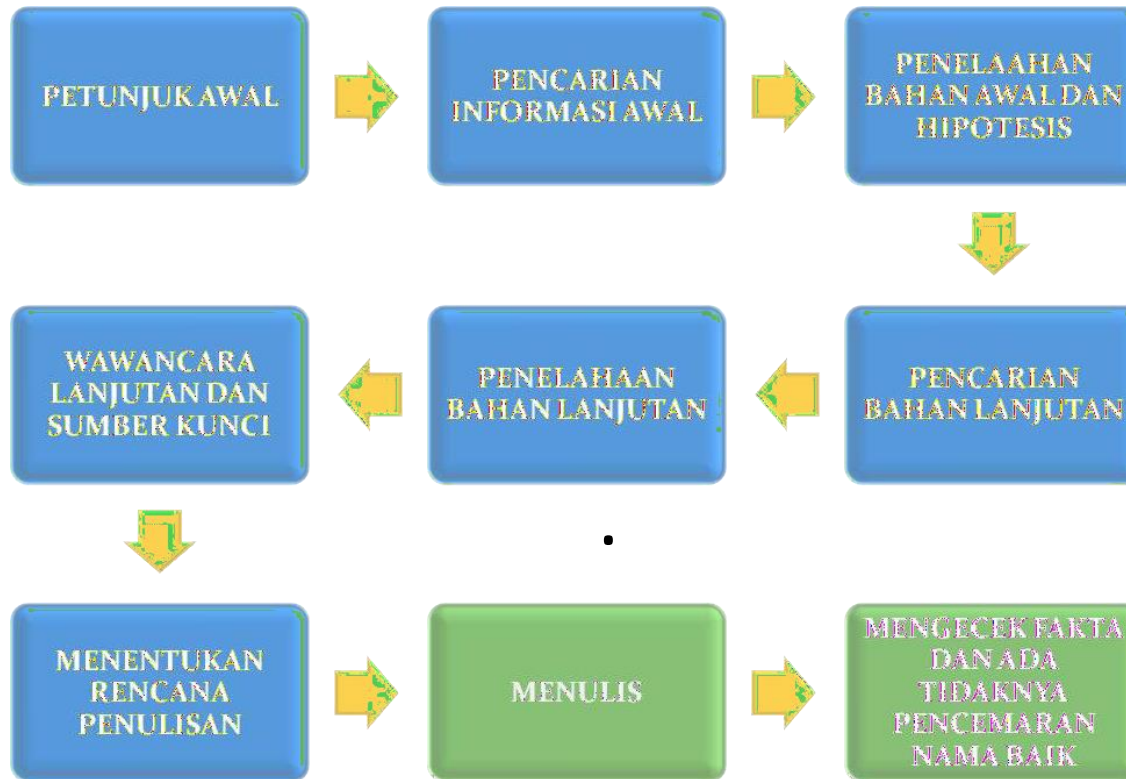 PETUNJUK AWAL
PENCARIAN
INFORMASI AWAL
PENELAAHAN
BAHAN AWAL DAN
HIPOTESIS
PENCARIAN
BAHAN LANJUTAN
PENELAHAAN
BAHAN LANJUTAN
WAWANCARA
LANJUTAN DAN
SUMBER KUNCI
MENENTUKAN
RENCANA
PENULISAN
MENULIS
MENGECEK FAKTA
DAN ADA
TIDAKNYA
PENCEMARAN
NAMA BAIK